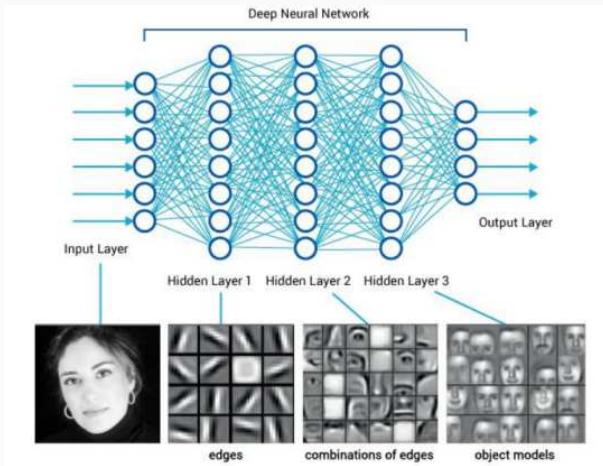 Deep Neural Network
Input Layer
Output Layer
Hidden Layer 1 Hidden Layer 2 Hidden Layer 3
edges
combinations of edges
object models